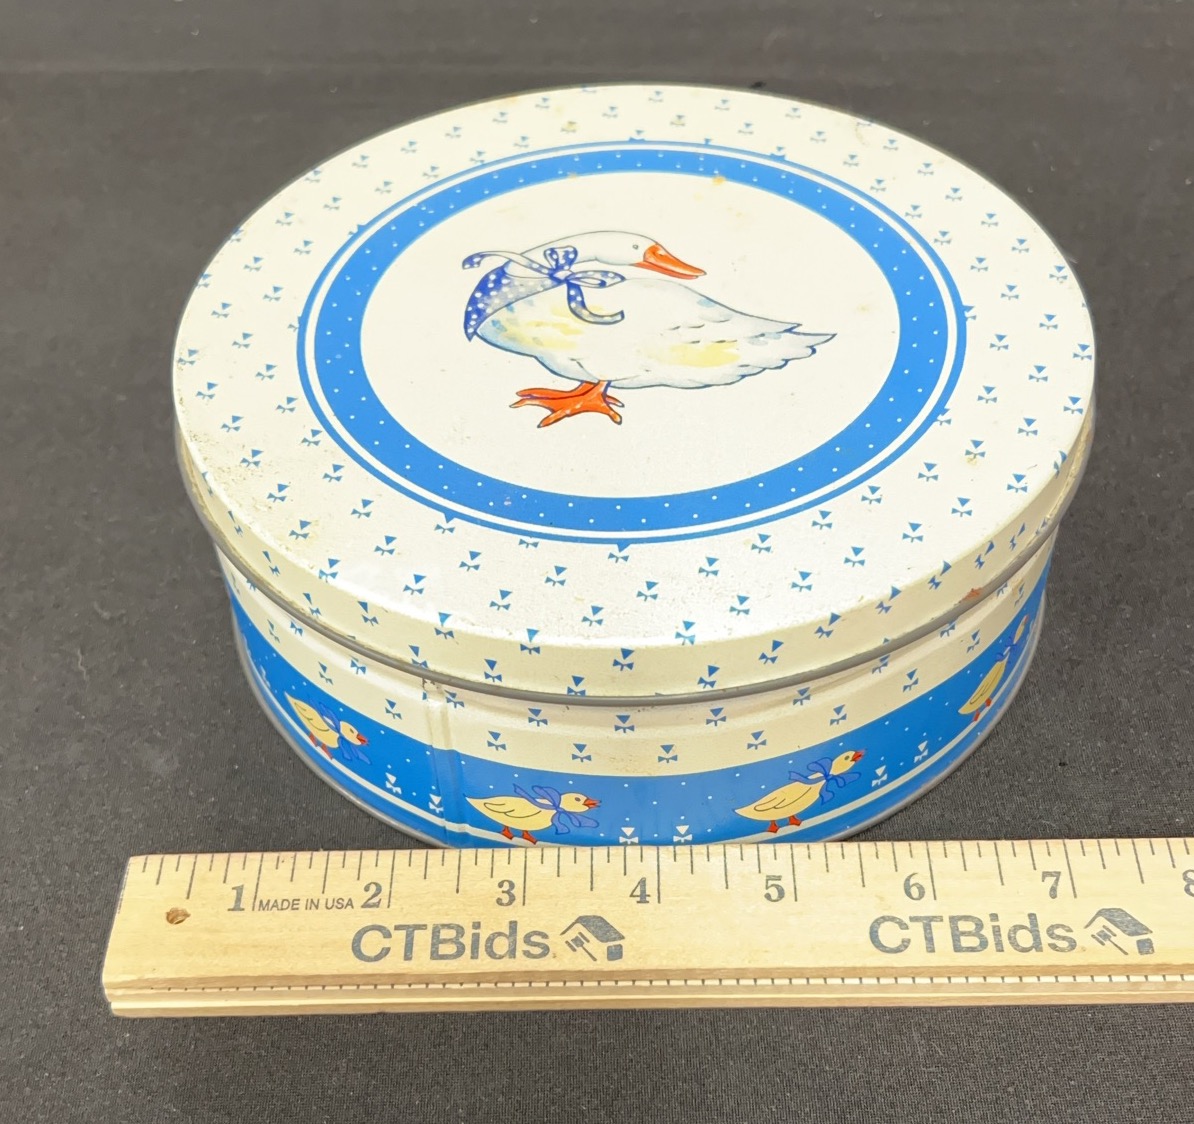 1 MADE IN USA 2 3 4 5 6 7 8
CTBids CTBids